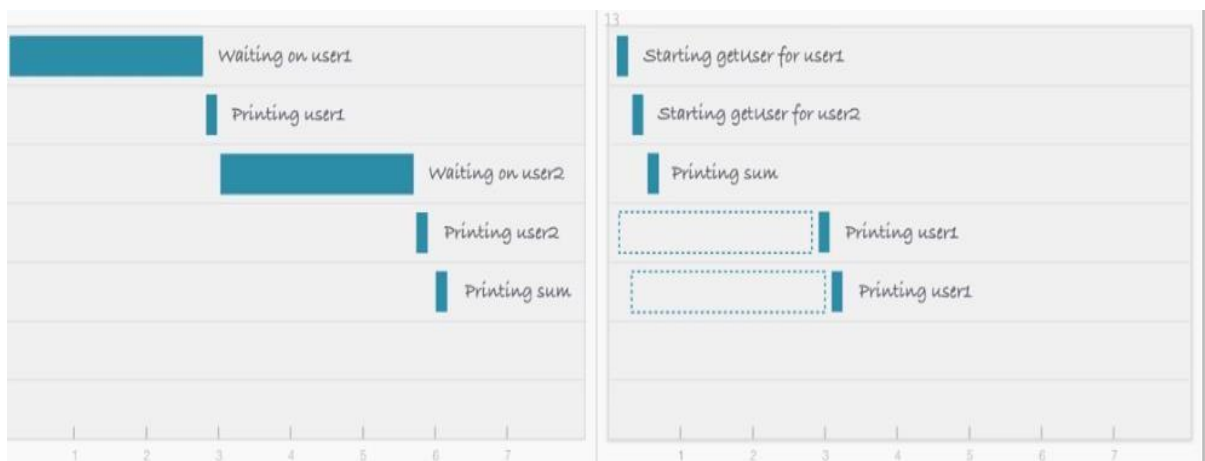 Waiting on user1
Printing user1
Waiting on user2
Printing user2
Printing sum
1 2 3 4 5 6 7
13
Starting getUser for user1
Starting getUser for user2
Printing sum
Printing user1
Printing user1
1 2 3 4 5 6 7